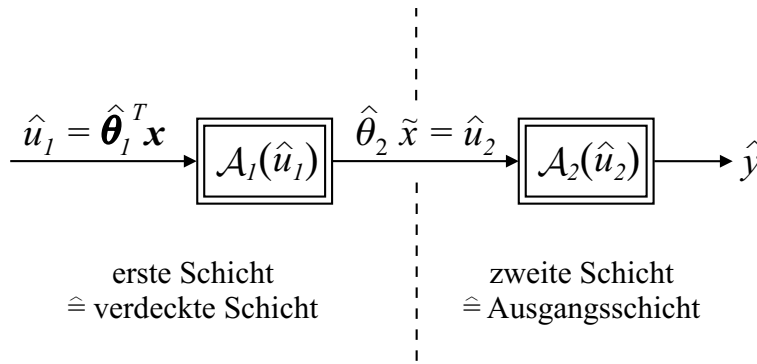 û₁ = θ̂₁ᵀx
𝒜₁(û₁)
θ̂₂ x̃ = û₂
𝒜₂(û₂)
ŷ
erste Schicht
≙ verdeckte Schicht
zweite Schicht
≙ Ausgangsschicht